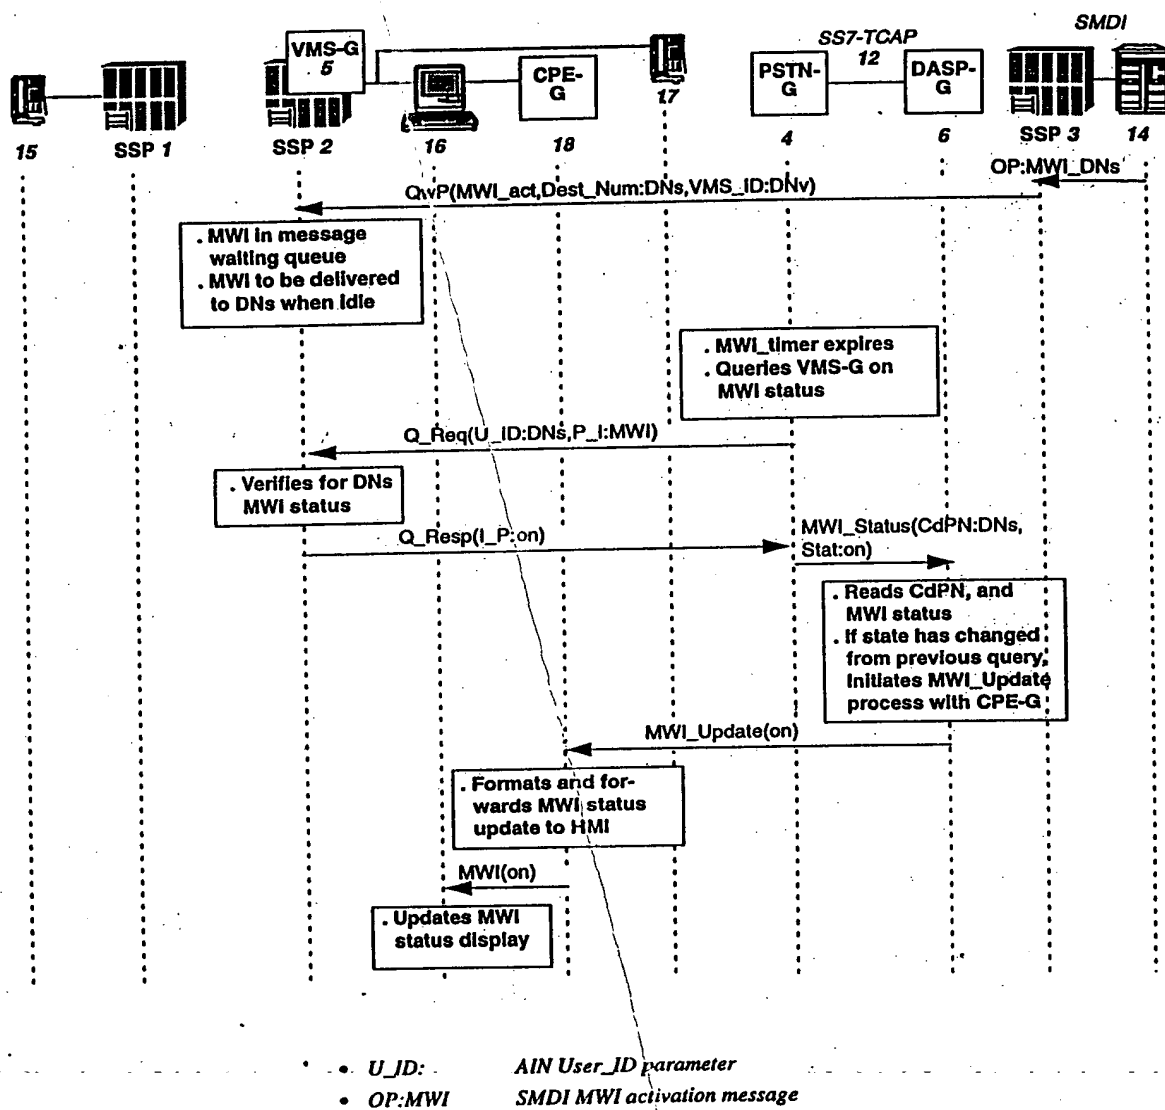 SMDI
SS7-TCAP
12
VMS-G
5
CPE-
G
17
PSTN-
G
DASP-
G
15
SSP 1
SSP 2
16
18
4
6
SSP 3
14
OP:MWI_DNs
QwP(MWI_act,Dest_Num:DNs,VMS_ID:DNv)
. MWI in message
waiting queue
. MWI to be delivered
to DNs when idle
. MWI_timer expires
. Queries VMS-G on
MWI status
Q_Req(U_ID:DNs,P_I:MWI)
. Verifies for DNs
MWI status
Q_Resp(I_P:on)
MWI_Status(CdPN:DNs,
Stat:on)
. Reads CdPN, and
MWI status
. If state has changed
from previous query,
Initiates MWI_Update
process with CPE-G
MWI_Update(on)
. Formats and for-
wards MWI status
update to HMI
MWI(on)
. Updates MWI
status display
• U_ID: AIN User_ID parameter
• OP:MWI SMDI MWI activation message